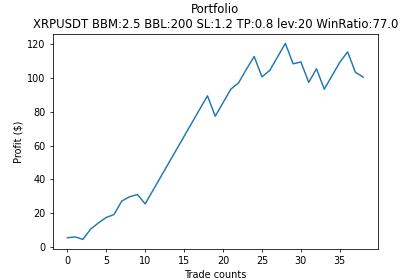 Portfolio
XRPUSDT BBM:2.5 BBL:200 SL:1.2 TP:0.8 lev:20 WinRatio:77.0
120
100
80
60
40
20
0
Profit ($)
0 5 10 15 20 25 30 35
Trade counts